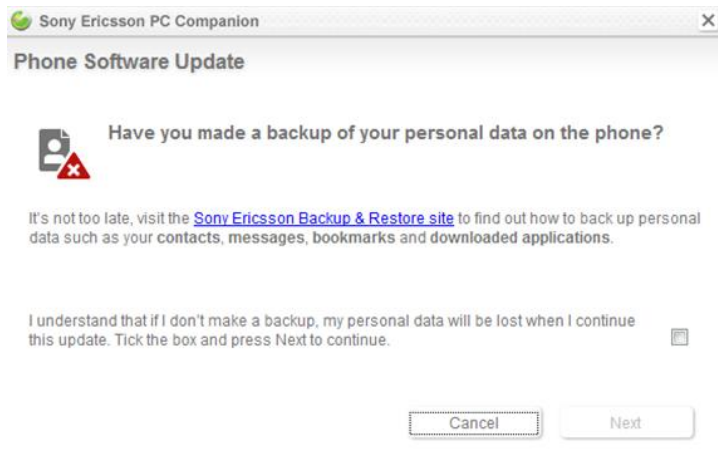 Sony Ericsson PC Companion
Phone Software Update
Have you made a backup of your personal data on the phone?
It's not too late, visit the Sony Ericsson Backup & Restore site to find out how to back up personal
data such as your contacts, messages, bookmarks and downloaded applications.
I understand that if I don't make a backup, my personal data will be lost when I continue
this update. Tick the box and press Next to continue.
Cancel Next